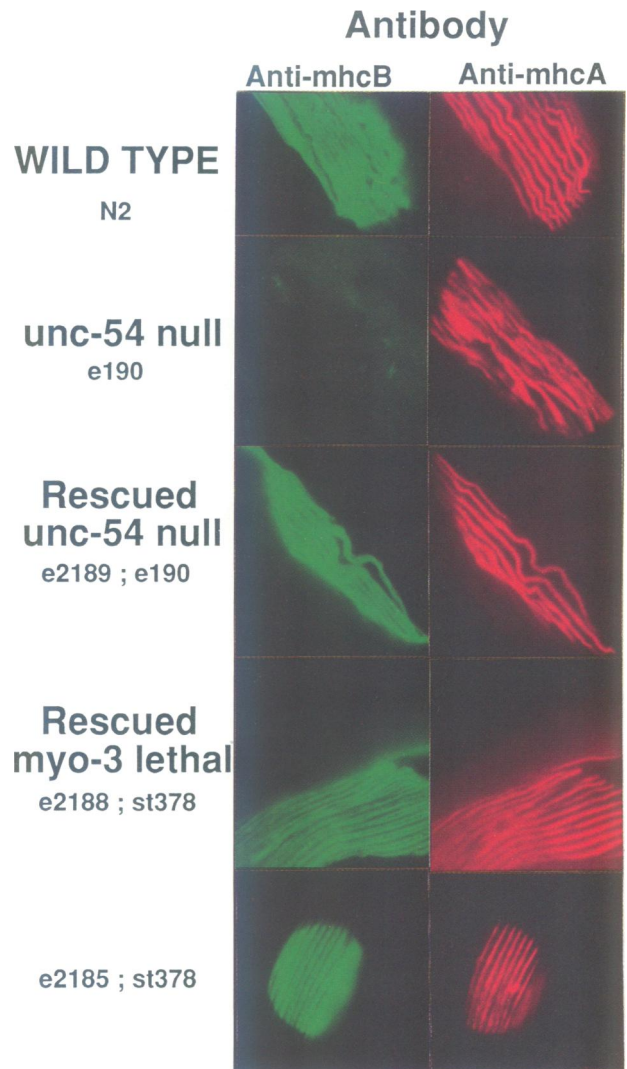 Antibody
Anti-mhcB Anti-mhcA
WILD TYPE
N2
unc-54 null
e190
Rescued
unc-54 null
e2189 ; e190
Rescued
myo-3 lethal
e2188 ; st378
e2185 ; st378